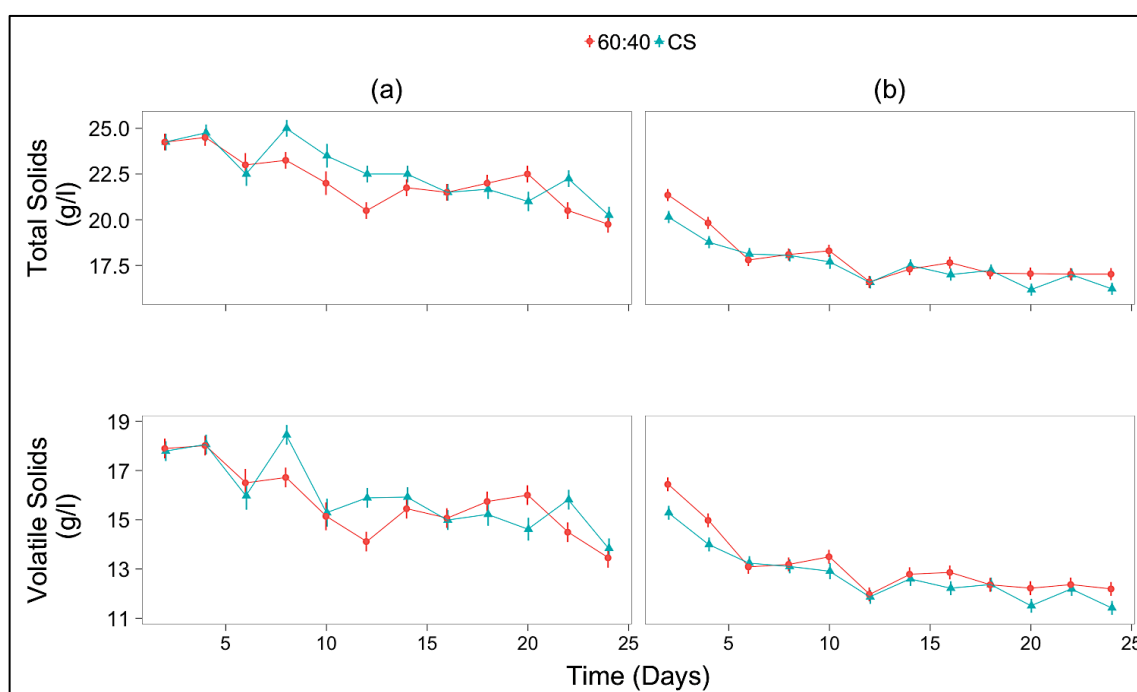 60:40 CS
(a) (b)
Total Solids
(g/l)
25.0
22.5
20.0
17.5
Volatile Solids
(g/l)
19
17
15
13
11
5 10 15 20 25 5 10 15 20 25
Time (Days)